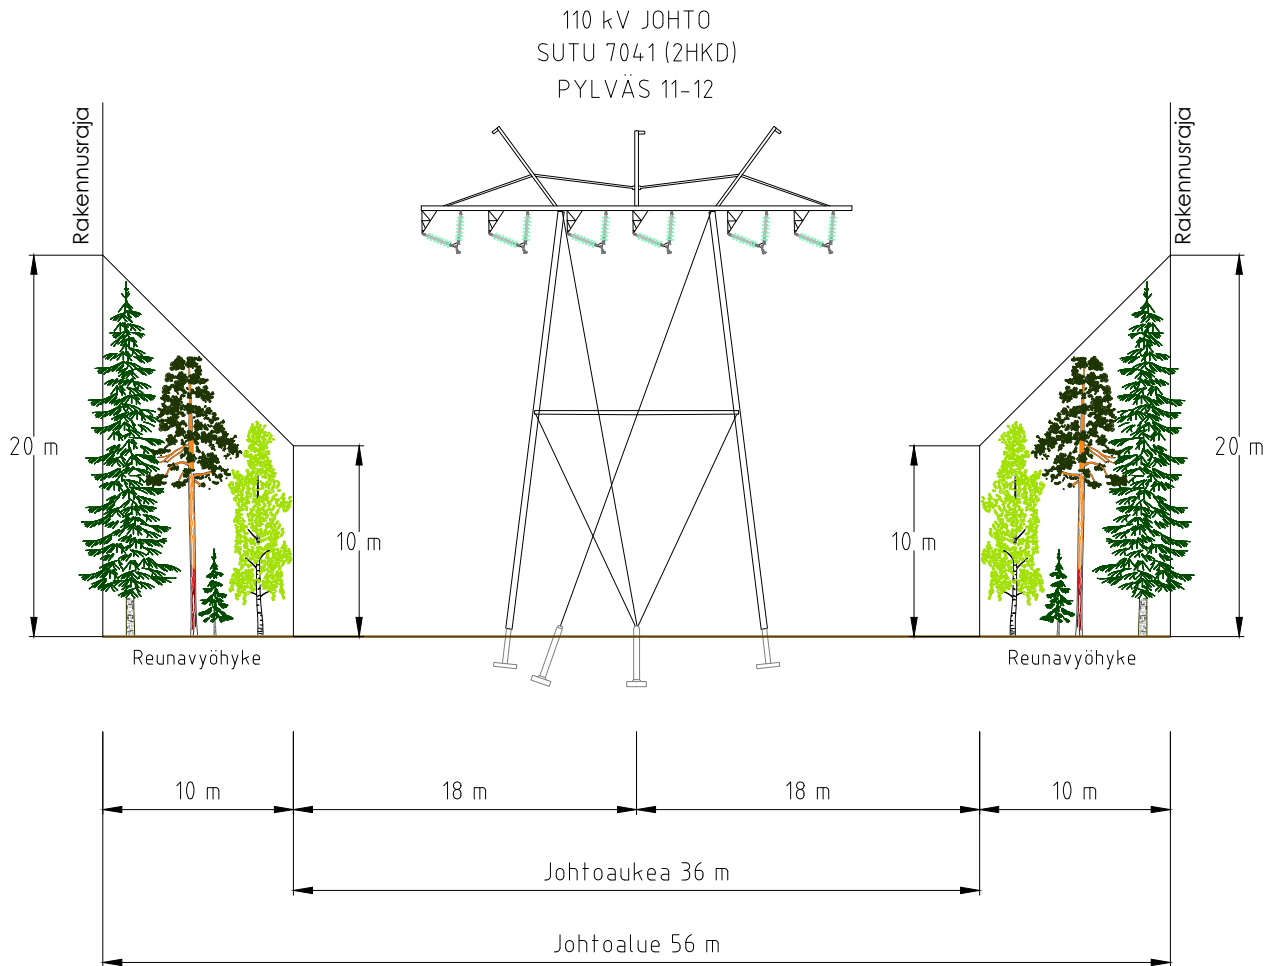 110 kV JOHTO
SUTU 7041 (2HKD)
PYLVÄS 11-12
Rakennusraja
Rakennusraja
20 m
20 m
10 m
10 m
Reunavyöhyke
Reunavyöhyke
10 m
18 m
18 m
10 m
Johtoaukea 36 m
Johtoalue 56 m